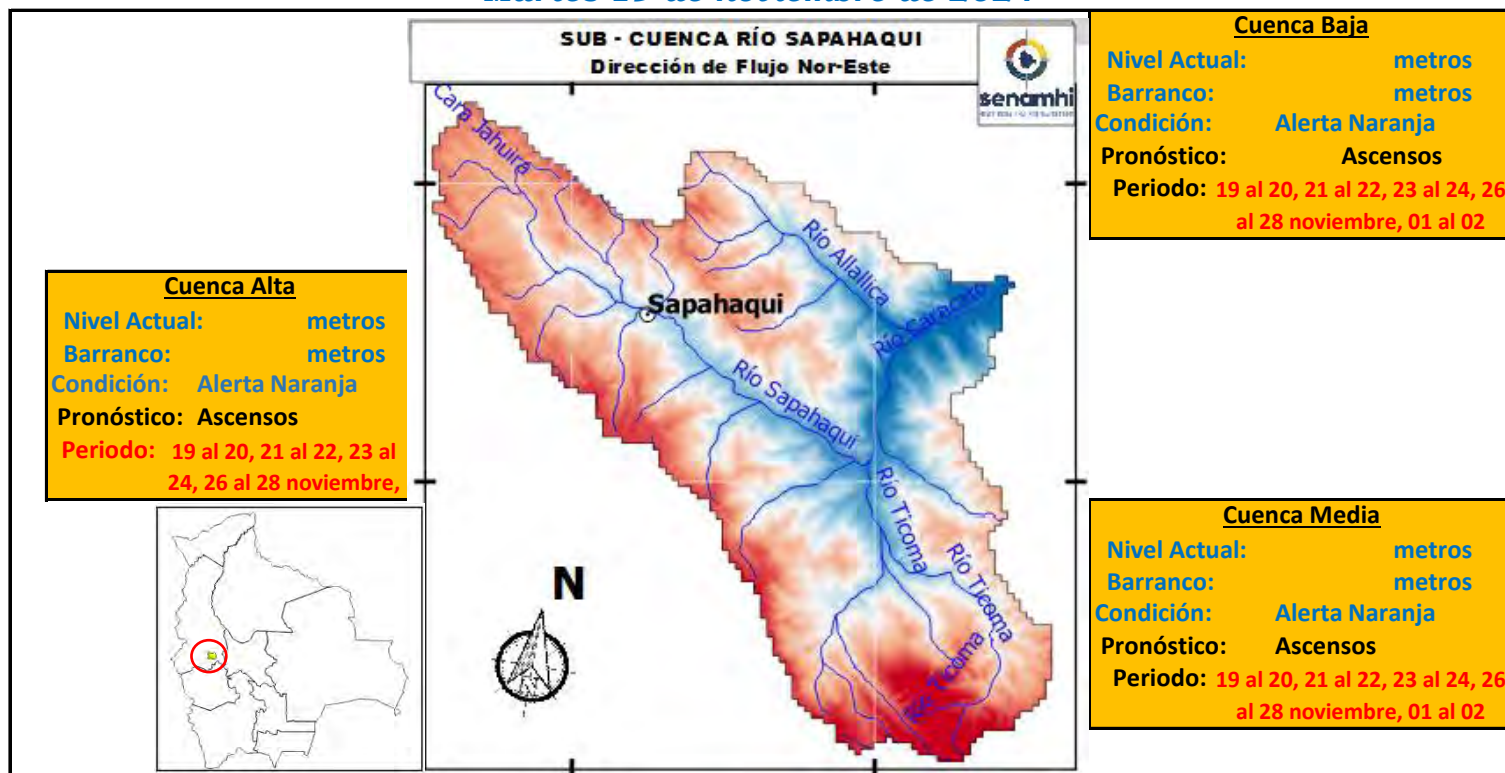 SUB - CUENCA RÍO SAPAHAQUI
Dirección de Flujo Nor-Este
senamhi
Cuenca Baja
Nivel Actual: metros
Barranco: metros
Condición: Alerta Naranja
Pronóstico: Ascensos
Periodo: 19 al 20, 21 al 22, 23 al 24, 26
al 28 noviembre, 01 al 02
Cuenca Alta
Nivel Actual: metros
Barranco: metros
Condición: Alerta Naranja
Pronóstico: Ascensos
Periodo: 19 al 20, 21 al 22, 23 al
24, 26 al 28 noviembre,
Cara Jahuira
Río Allallica
Río Caracato
Sapahaqui
Río Sapahaqui
Río Ticoma
Río Ticoma
Río Ticoma
N
Cuenca Media
Nivel Actual: metros
Barranco: metros
Condición: Alerta Naranja
Pronóstico: Ascensos
Periodo: 19 al 20, 21 al 22, 23 al 24, 26
al 28 noviembre, 01 al 02